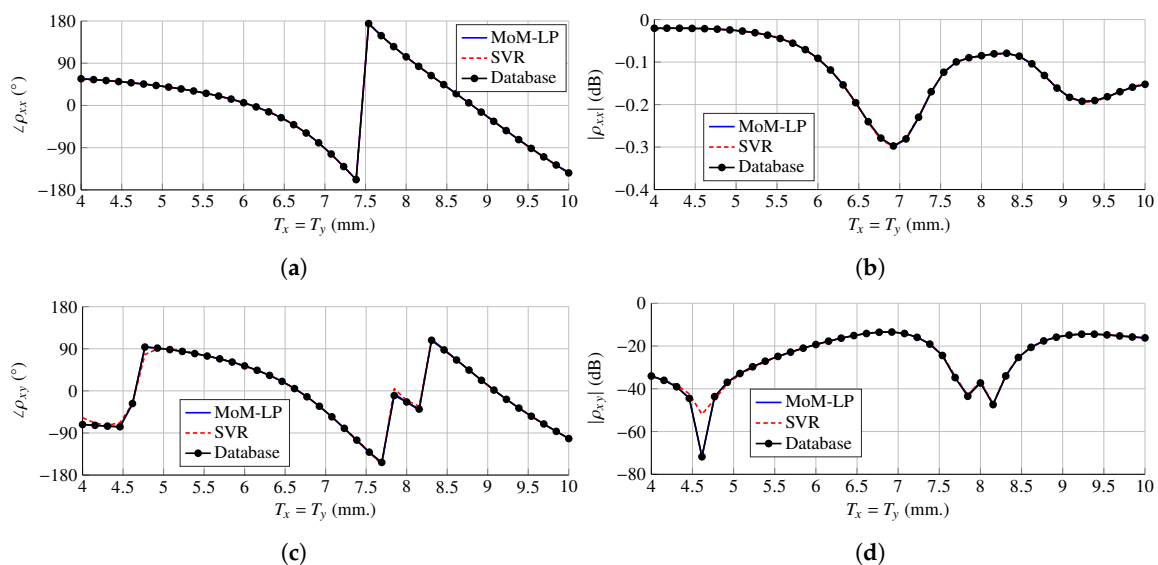 180
90
0
−90
−180
∠ρxx (°)
MoM-LP
SVR
Database
4 4.5 5 5.5 6 6.5 7 7.5 8 8.5 9 9.5 10
Tx = Ty (mm.)
(a)
0
−0.1
−0.2
−0.3
−0.4
|ρxx| (dB)
MoM-LP
SVR
Database
4 4.5 5 5.5 6 6.5 7 7.5 8 8.5 9 9.5 10
Tx = Ty (mm.)
(b)
180
90
0
−90
−180
∠ρxy (°)
MoM-LP
SVR
Database
4 4.5 5 5.5 6 6.5 7 7.5 8 8.5 9 9.5 10
Tx = Ty (mm.)
(c)
0
−20
−40
−60
−80
|ρxy| (dB)
MoM-LP
SVR
Database
4 4.5 5 5.5 6 6.5 7 7.5 8 8.5 9 9.5 10
Tx = Ty (mm.)
(d)